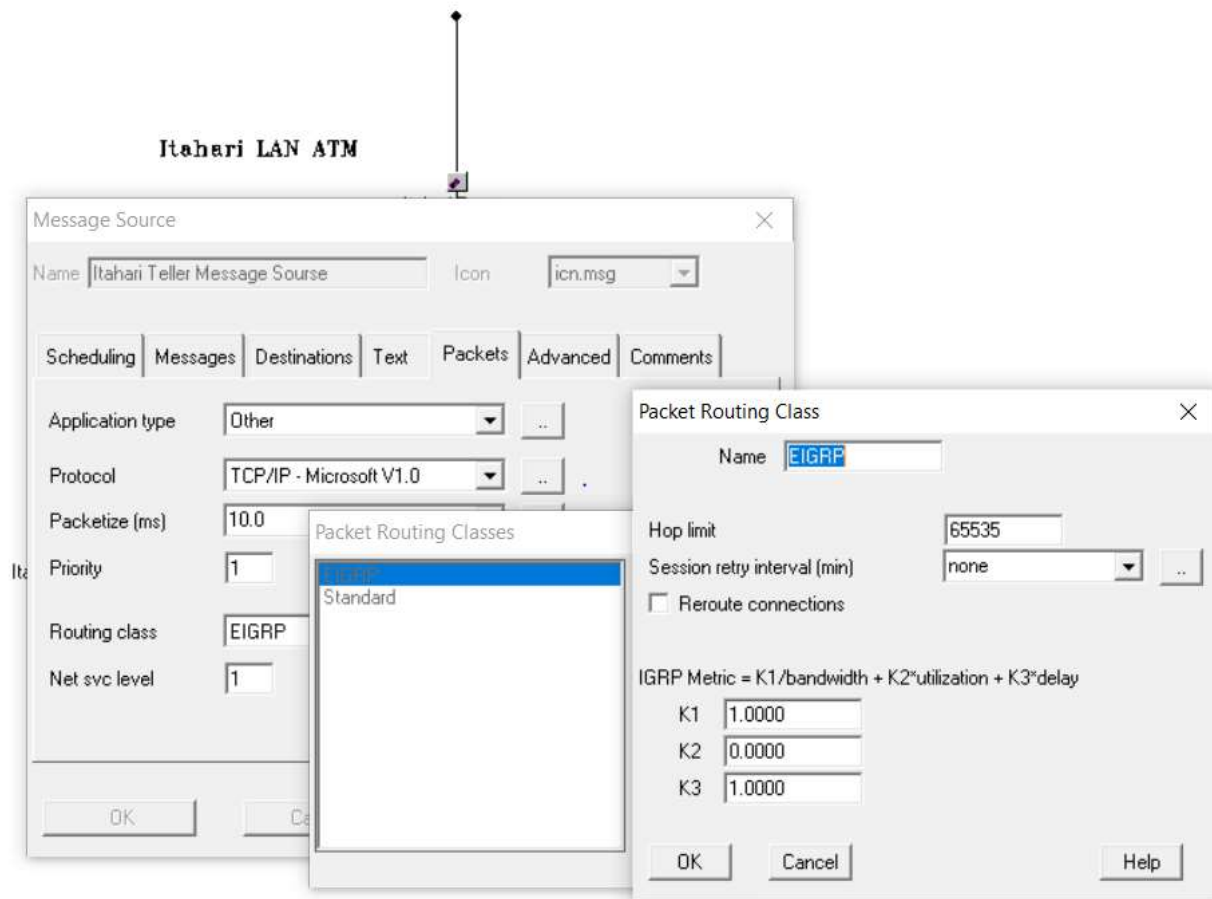 Itahari LAN ATM
Message Source
Name Itahari Teller Message Sourse Icon icn.msg
Scheduling Messages Destinations Text Packets Advanced Comments
Application type Other ..
Protocol TCP/IP - Microsoft V1.0 ..
Packetize (ms) 10.0
Priority 1
Routing class EIGRP
Net svc level 1
OK
Packet Routing Classes
EIGRP
Standard
Packet Routing Class
Name EIGRP
Hop limit 65535
Session retry interval (min) none ..
Reroute connections
IGRP Metric = K1/bandwidth + K2*utilization + K3*delay
K1 1.0000
K2 0.0000
K3 1.0000
OK Cancel Help